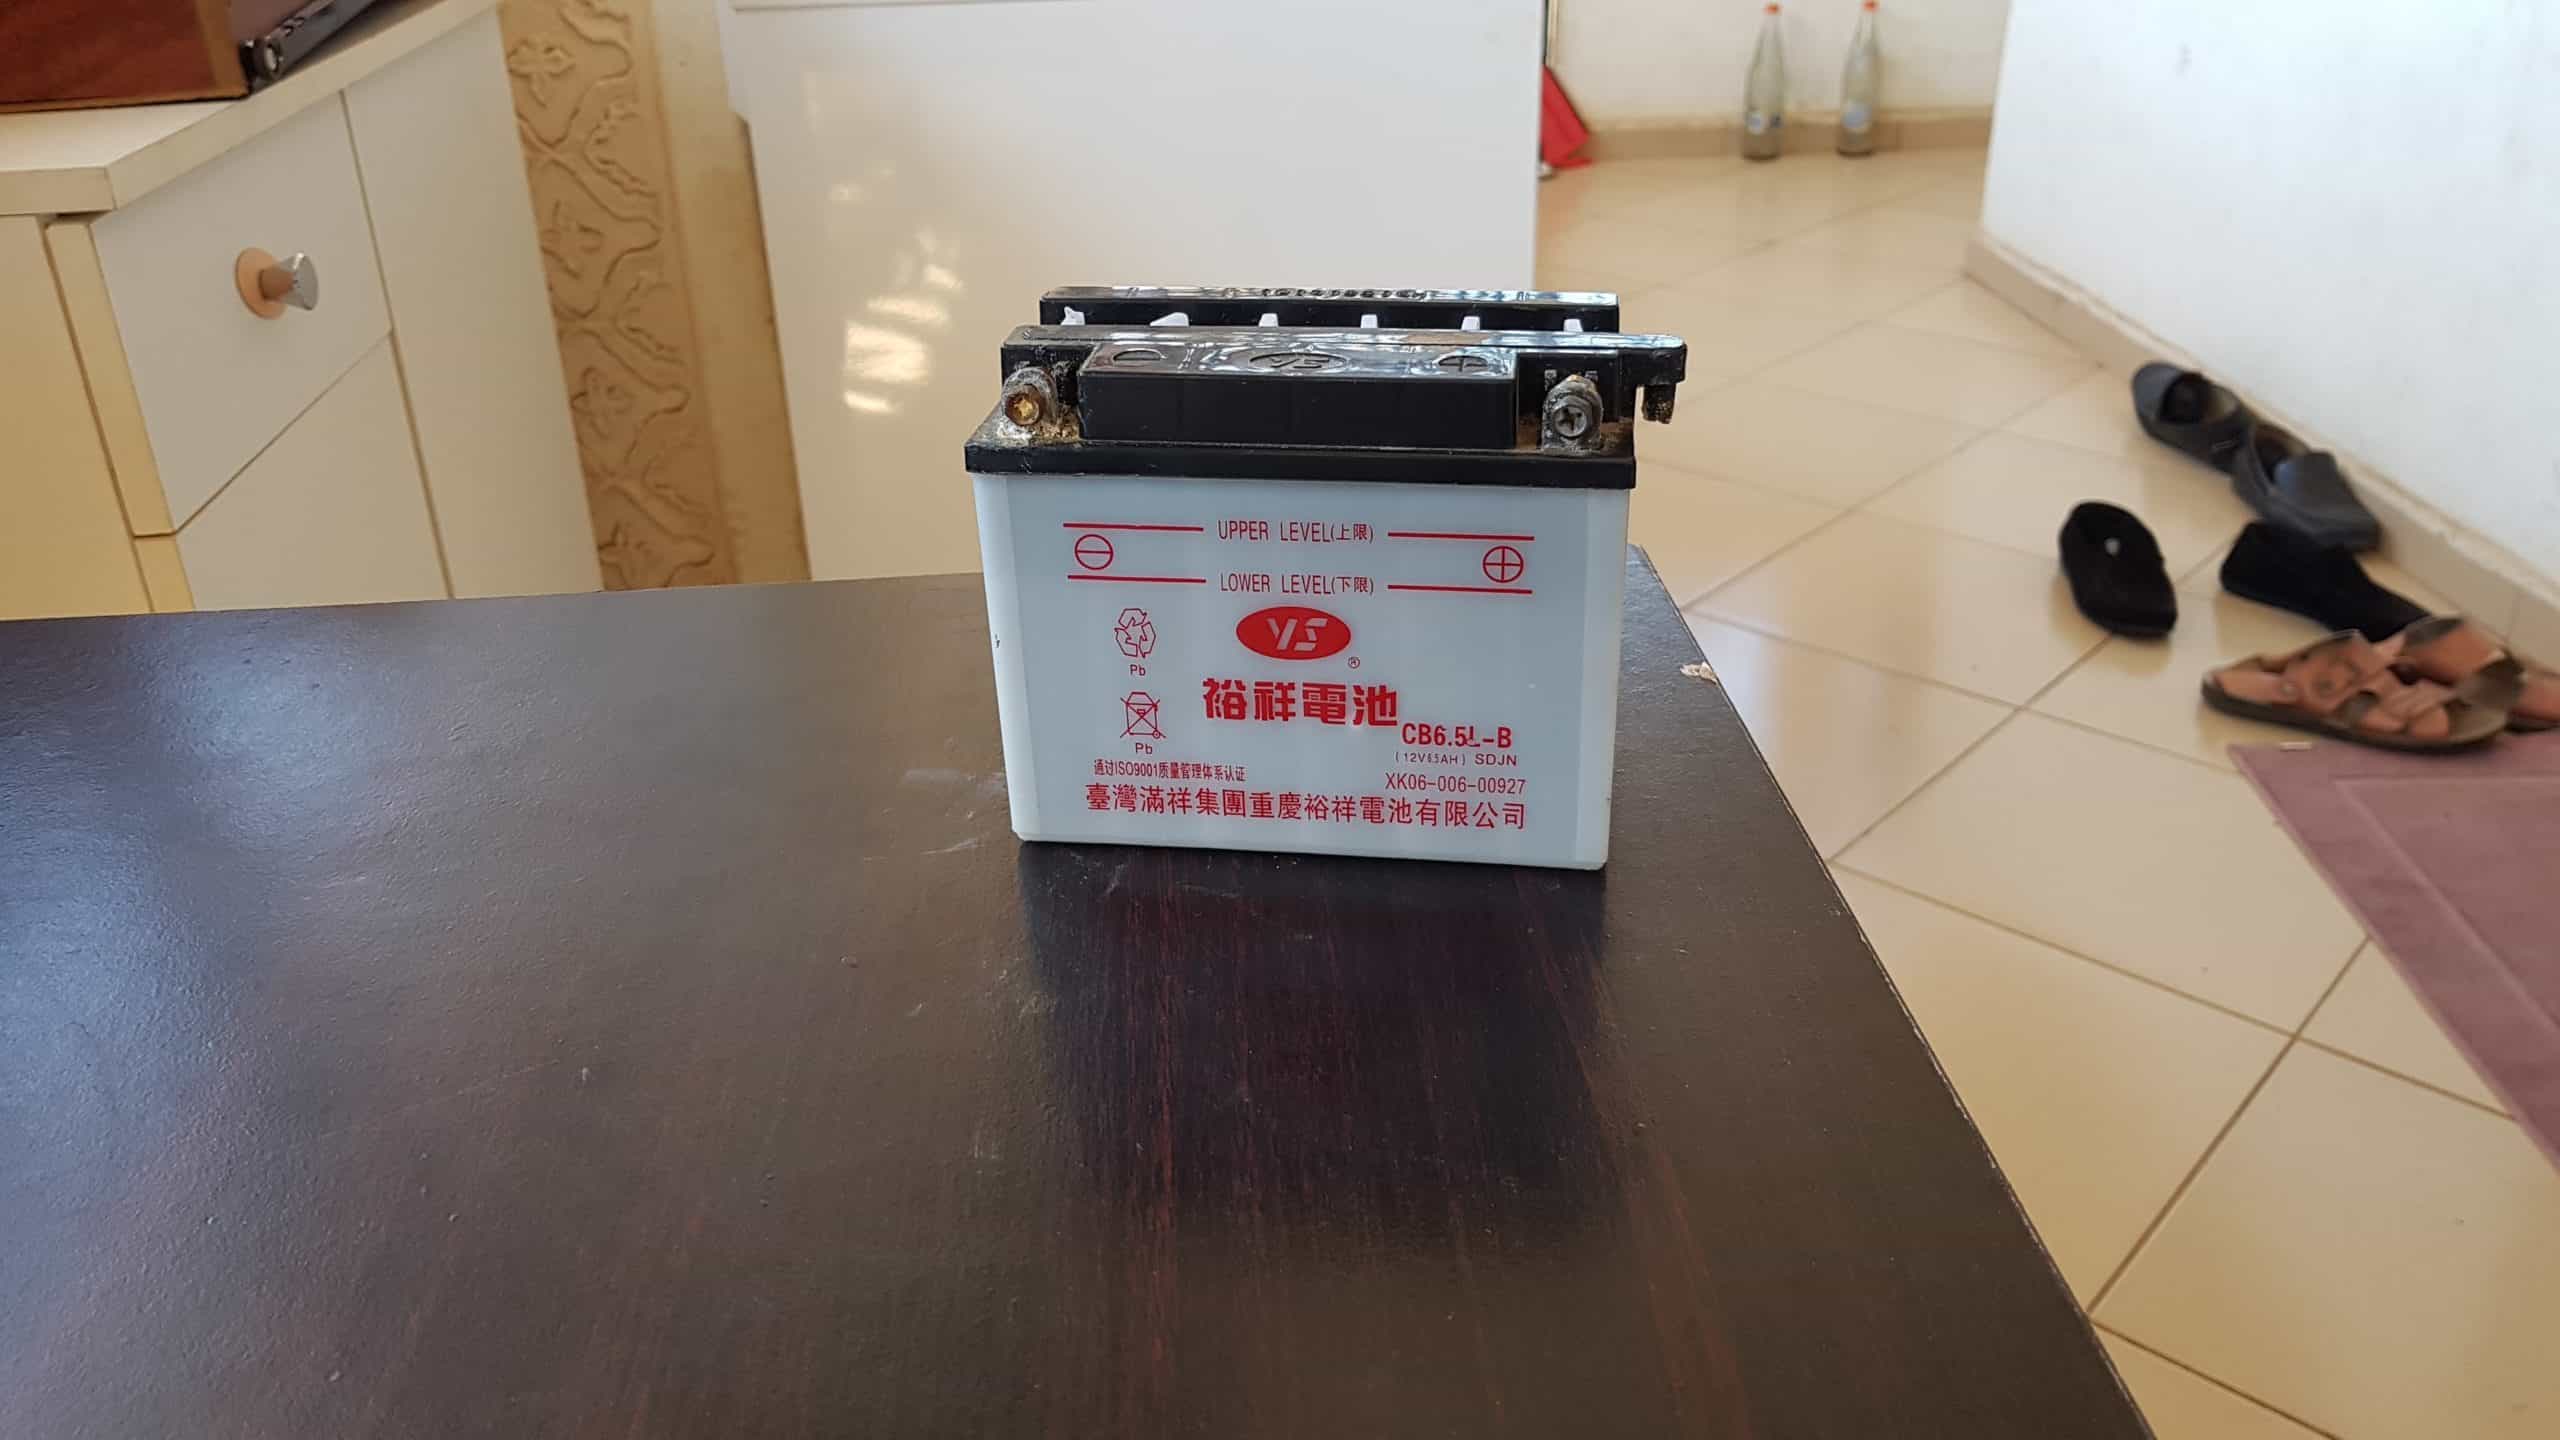 YS
UPPER LEVEL(上限)
LOWER LEVEL(下限)
YS
®
Pb
裕祥電池
CB6.5L-B
Pb
(12V6.5AH) SDJN
通过ISO9001质量管理体系认证
XK06-006-00927
臺灣滿祥集團重慶裕祥電池有限公司